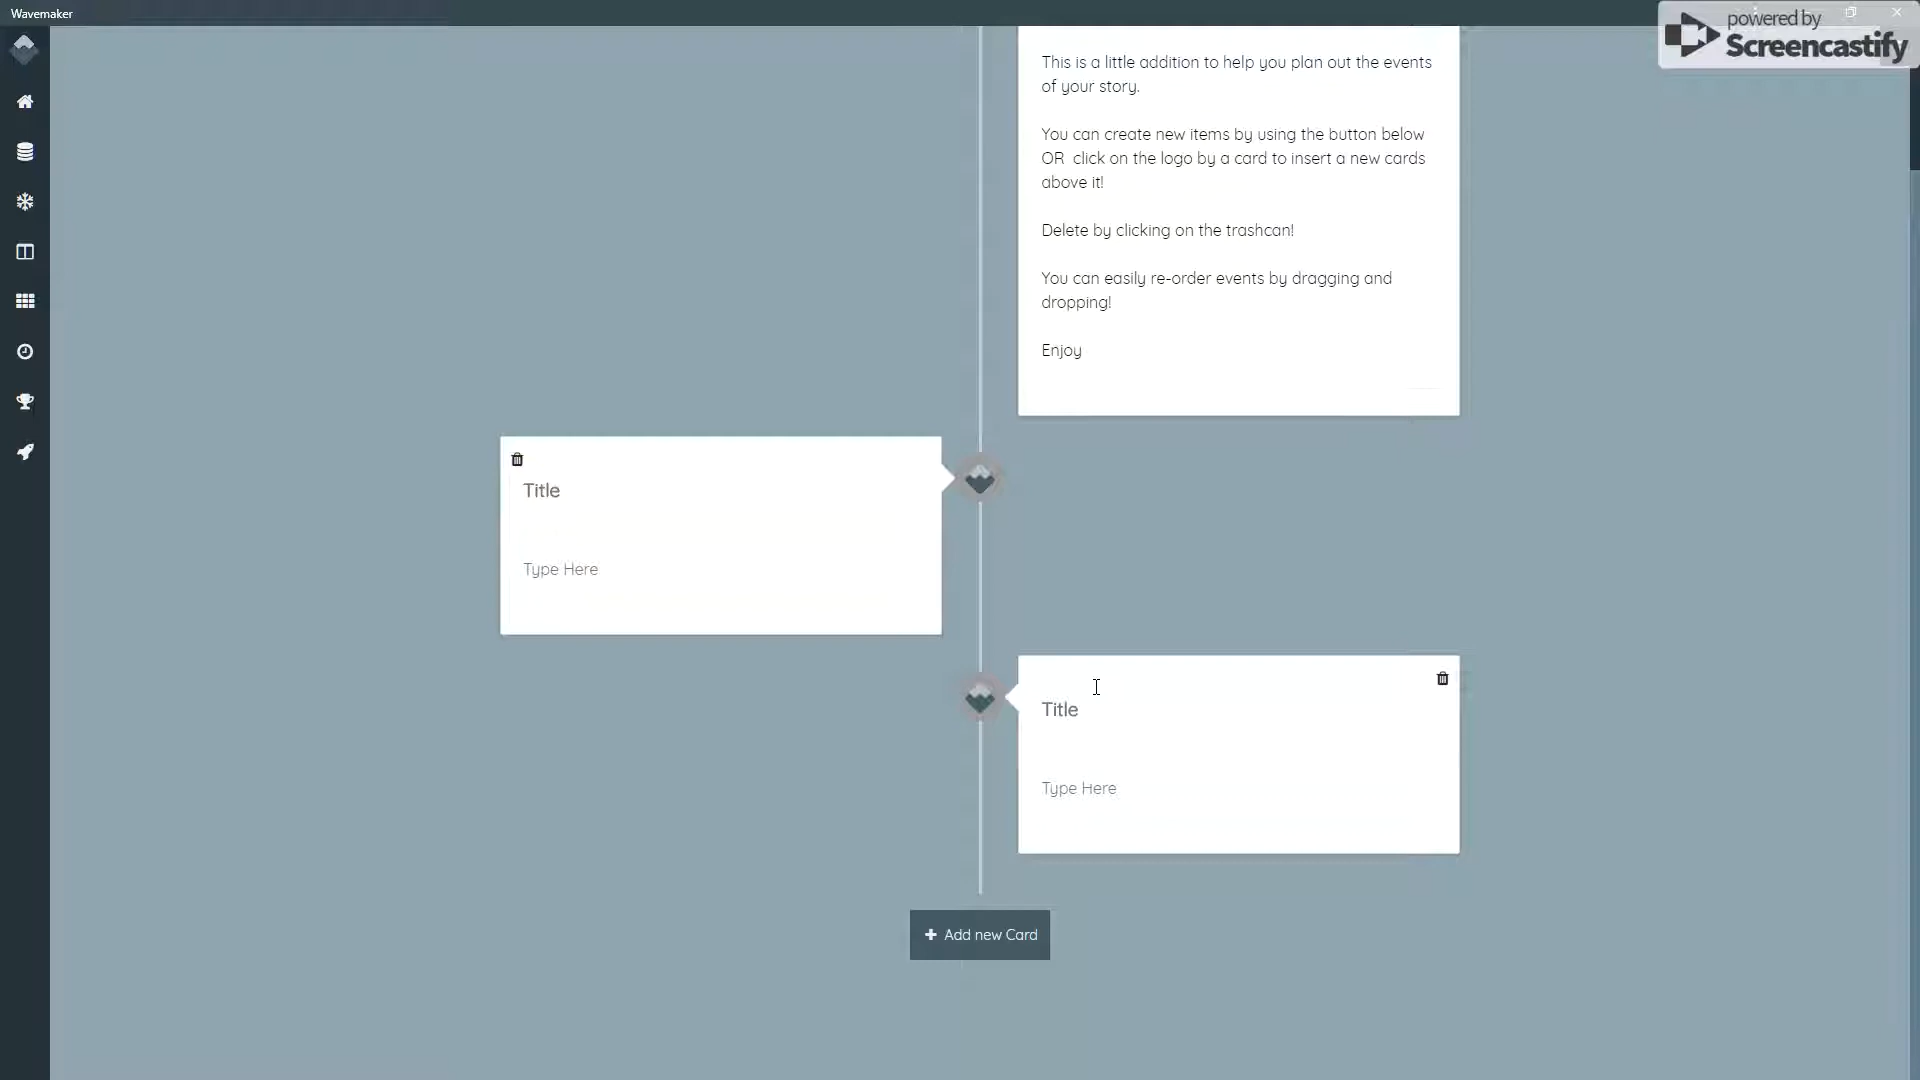 Wavemaker
powered by
Screencastify
This is a little addition to help you plan out the events
of your story.
You can create new items by using the button below
OR click on the logo by a card to insert a new cards
above it!
Delete by clicking on the trashcan!
You can easily re-order events by dragging and
dropping!
Enjoy
Title
Type Here
Title
Type Here
+ Add new Card